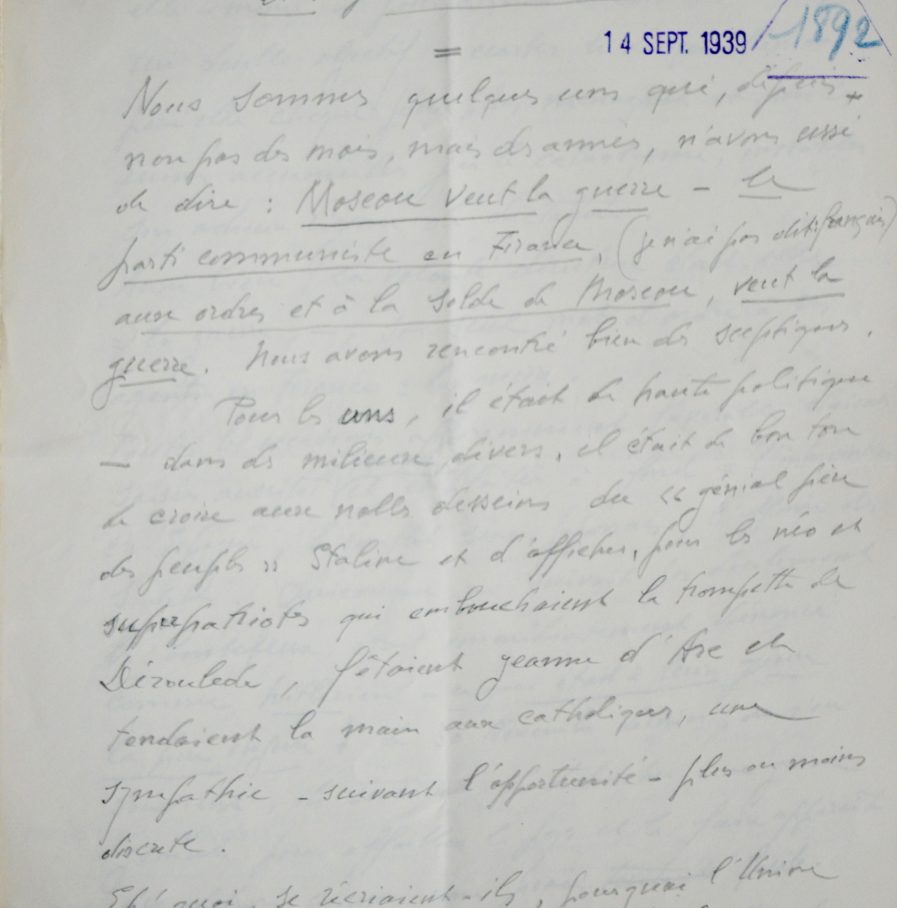 14 SEPT. 1939
1892
Nous sommes quelques uns qui, depuis
non pas des mois, mais des années, n'avons cessé
de dire : Moscou veut la guerre - le
parti communiste en France, (je n'ai pas dit français)
aux ordres et à la solde de Moscou, veut la
guerre. Nous avons rencontré bien des sceptiques.
Pour les uns, il était de haute politique
- dans des milieux divers, il était de bon ton
de croire aux nobles desseins du « génial père
des peuples » Staline et d'afficher, pour les néo et
superpatriotes qui embouchaient la trompette de
Déroulède, fêtaient Jeanne d'Arc et
tendaient la main aux catholiques, une
sympathie - suivant l'opportunité - plus ou moins
discrète.
Eh! quoi, se récriaient-ils, pourquoi l'Union